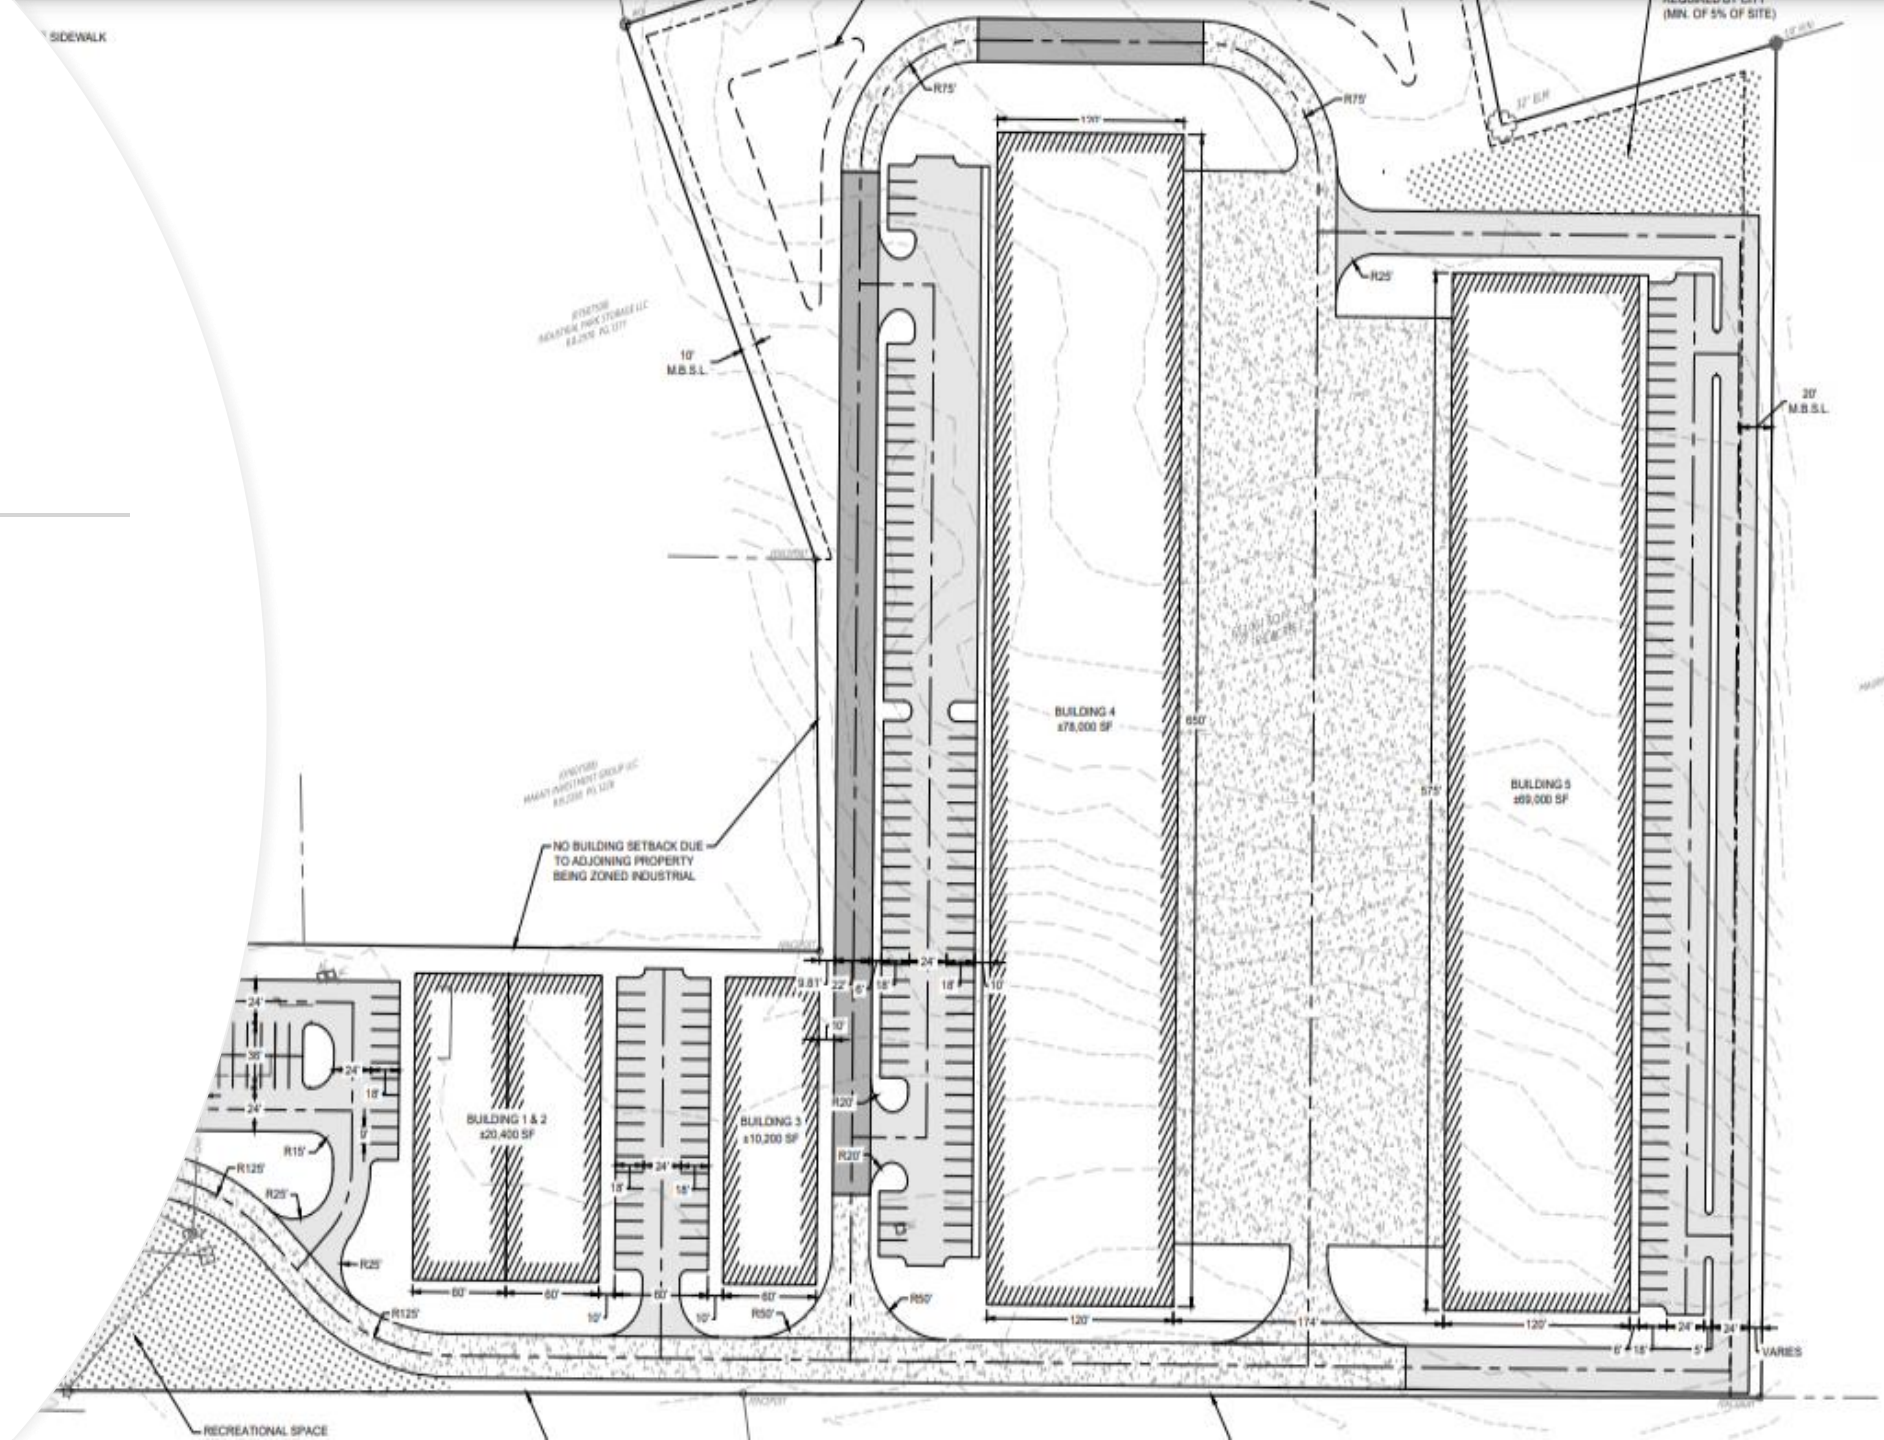 SIDEWALK
(MIN. OF 5% OF SITE)
R75'
R75'
12" ELM
120'
R25'
10'
M.B.S.L.
20'
M.B.S.L.
BUILDING 4
±78,000 SF
650'
BUILDING 5
±69,000 SF
575'
NO BUILDING SETBACK DUE
TO ADJOINING PROPERTY
BEING ZONED INDUSTRIAL
9.81' 22' 6' 18' 24' 18' 10'
10'
24'
36'
24'
18'
24'
9'
R15'
R125'
R25'
BUILDING 1 & 2
±20,400 SF
BUILDING 3
±10,200 SF
R20'
R20'
24'
18' 18'
R25'
60' 60' 60' 60'
10' 10'
R125'
R50'
R50'
120' 174' 120'
6' 18' 24' 5' 24'
VARIES
RECREATIONAL SPACE